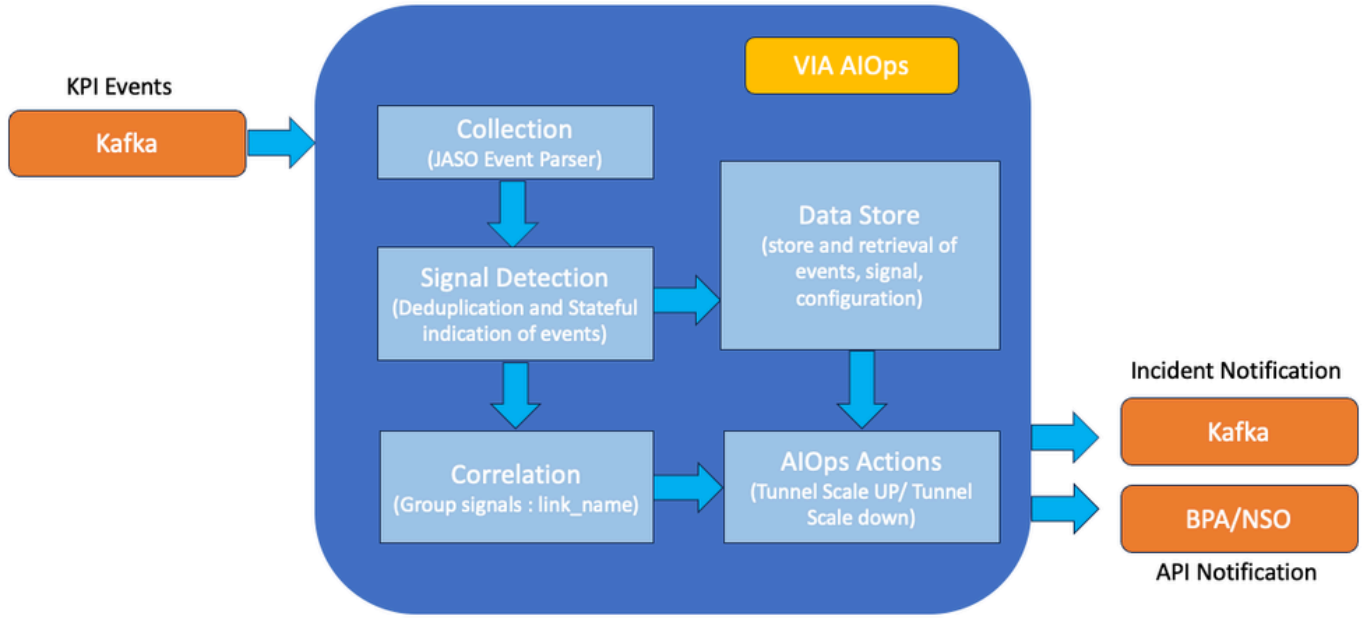 VIA AIOps
KPI Events
Kafka
Collection
(JASO Event Parser)
Signal Detection
(Deduplication and Stateful
indication of events)
Data Store
(store and retrieval of
events, signal,
configuration)
Correlation
(Group signals : link_name)
AIOps Actions
(Tunnel Scale UP/ Tunnel
Scale down)
Incident Notification
Kafka
BPA/NSO
API Notification